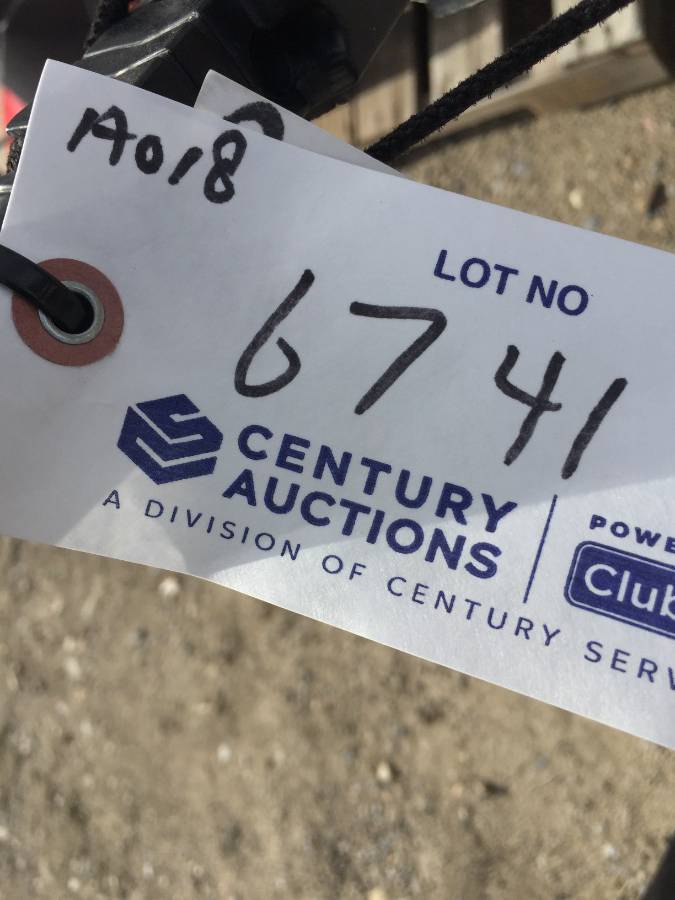 A018
LOT NO
6741
CENTURY
AUCTIONS
A DIVISION OF CENTURY SERV
POWE
Club